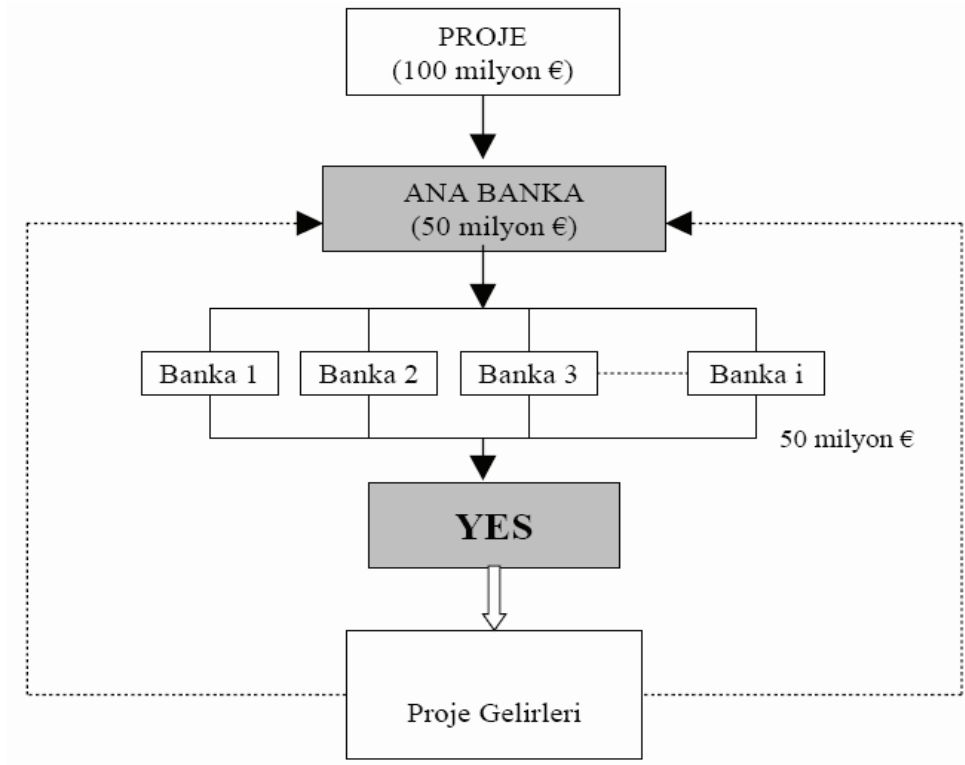 PROJE
(100 milyon €)
ANA BANKA
(50 milyon €)
Banka 1
Banka 2
Banka 3
Banka i
50 milyon €
YES
Proje Gelirleri